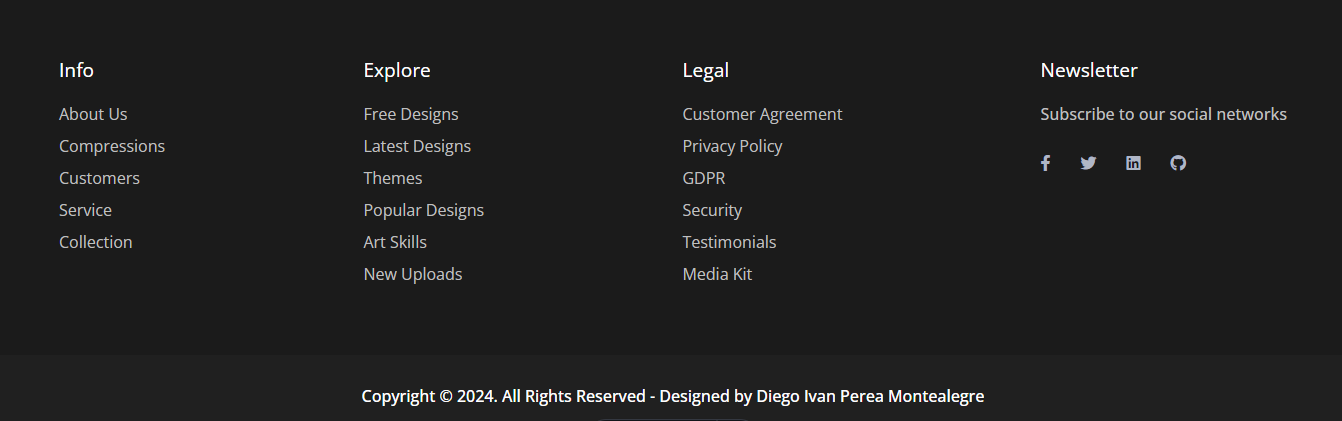 Info
About Us
Compressions
Customers
Service
Collection
Explore
Free Designs
Latest Designs
Themes
Popular Designs
Art Skills
New Uploads
Legal
Customer Agreement
Privacy Policy
GDPR
Security
Testimonials
Media Kit
Newsletter
Subscribe to our social networks
Copyright © 2024. All Rights Reserved - Designed by Diego Ivan Perea Montealegre